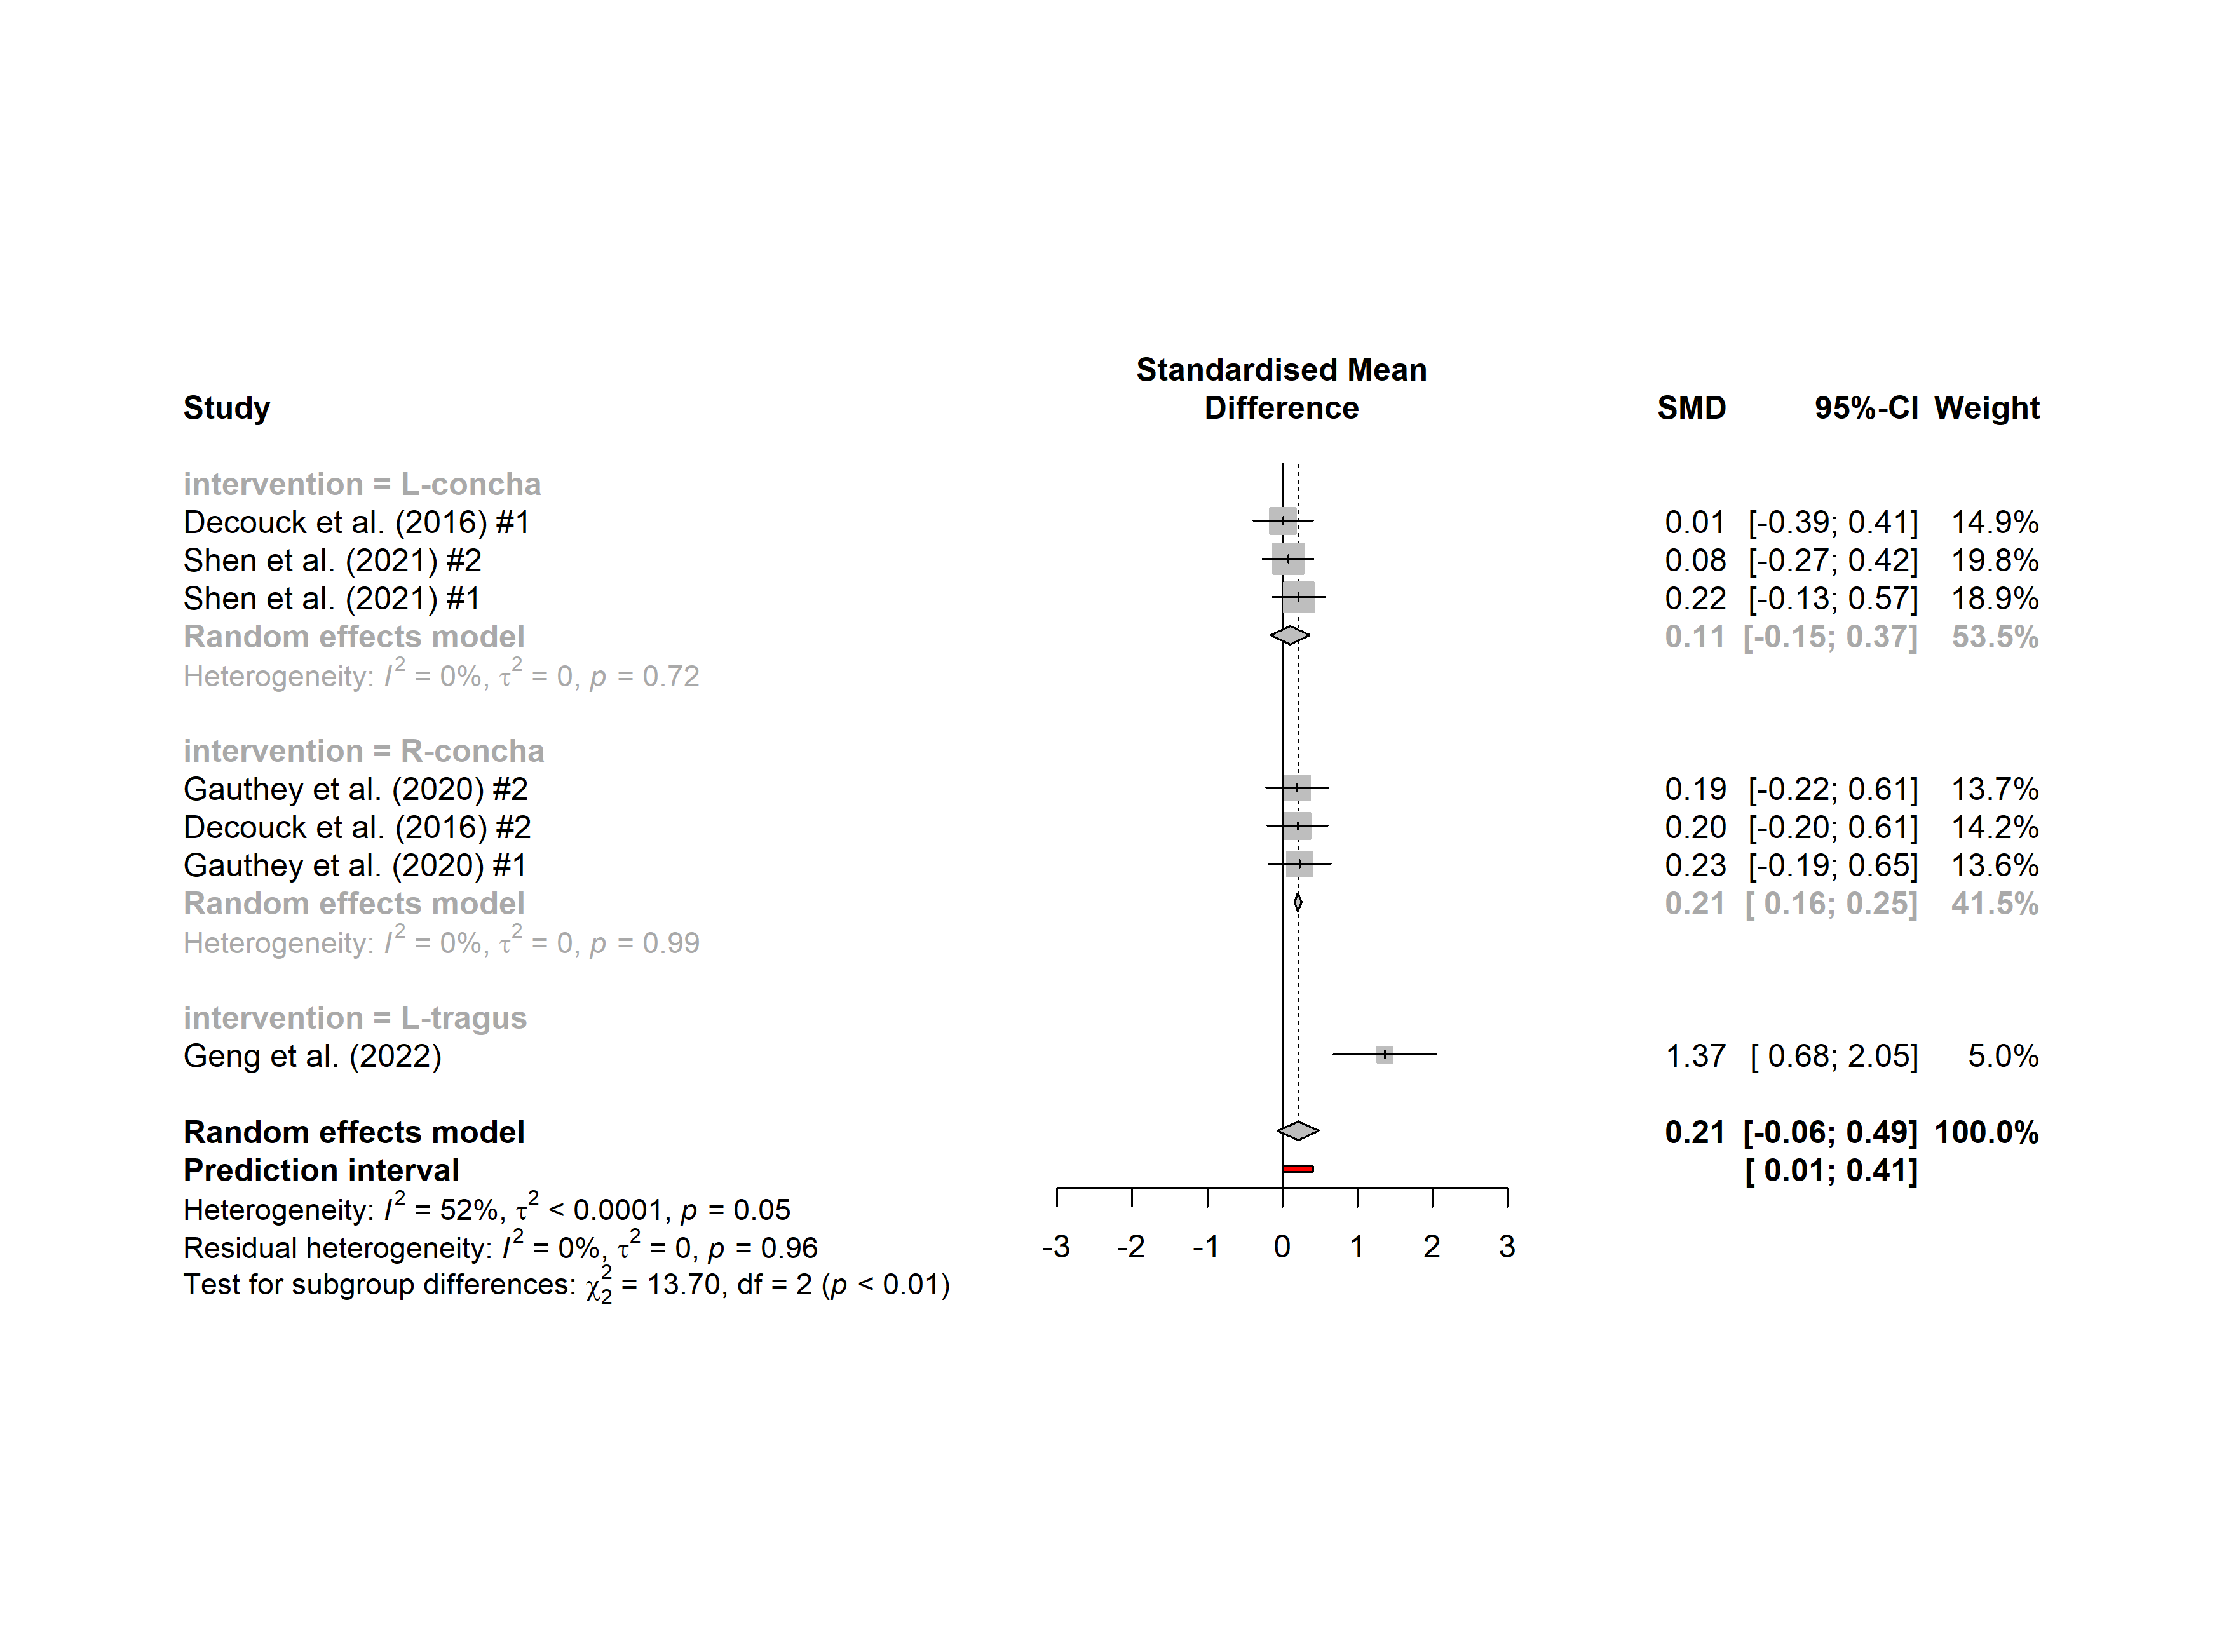 Standardised Mean
Study Difference SMD 95%-CI Weight
intervention = L-concha
Decouck et al. (2016) #1 0.01 [-0.39; 0.41] 14.9%
Shen et al. (2021) #2 0.08 [-0.27; 0.42] 19.8%
Shen et al. (2021) #1 0.22 [-0.13; 0.57] 18.9%
Random effects model 0.11 [-0.15; 0.37] 53.5%
Heterogeneity: I² = 0%, τ² = 0, p = 0.72
intervention = R-concha
Gauthey et al. (2020) #2 0.19 [-0.22; 0.61] 13.7%
Decouck et al. (2016) #2 0.20 [-0.20; 0.61] 14.2%
Gauthey et al. (2020) #1 0.23 [-0.19; 0.65] 13.6%
Random effects model 0.21 [ 0.16; 0.25] 41.5%
Heterogeneity: I² = 0%, τ² = 0, p = 0.99
intervention = L-tragus
Geng et al. (2022) 1.37 [ 0.68; 2.05] 5.0%
Random effects model 0.21 [-0.06; 0.49] 100.0%
Prediction interval [ 0.01; 0.41]
Heterogeneity: I² = 52%, τ² < 0.0001, p = 0.05
Residual heterogeneity: I² = 0%, τ² = 0, p = 0.96
-3 -2 -1 0 1 2 3
Test for subgroup differences: χ²₂ = 13.70, df = 2 (p < 0.01)